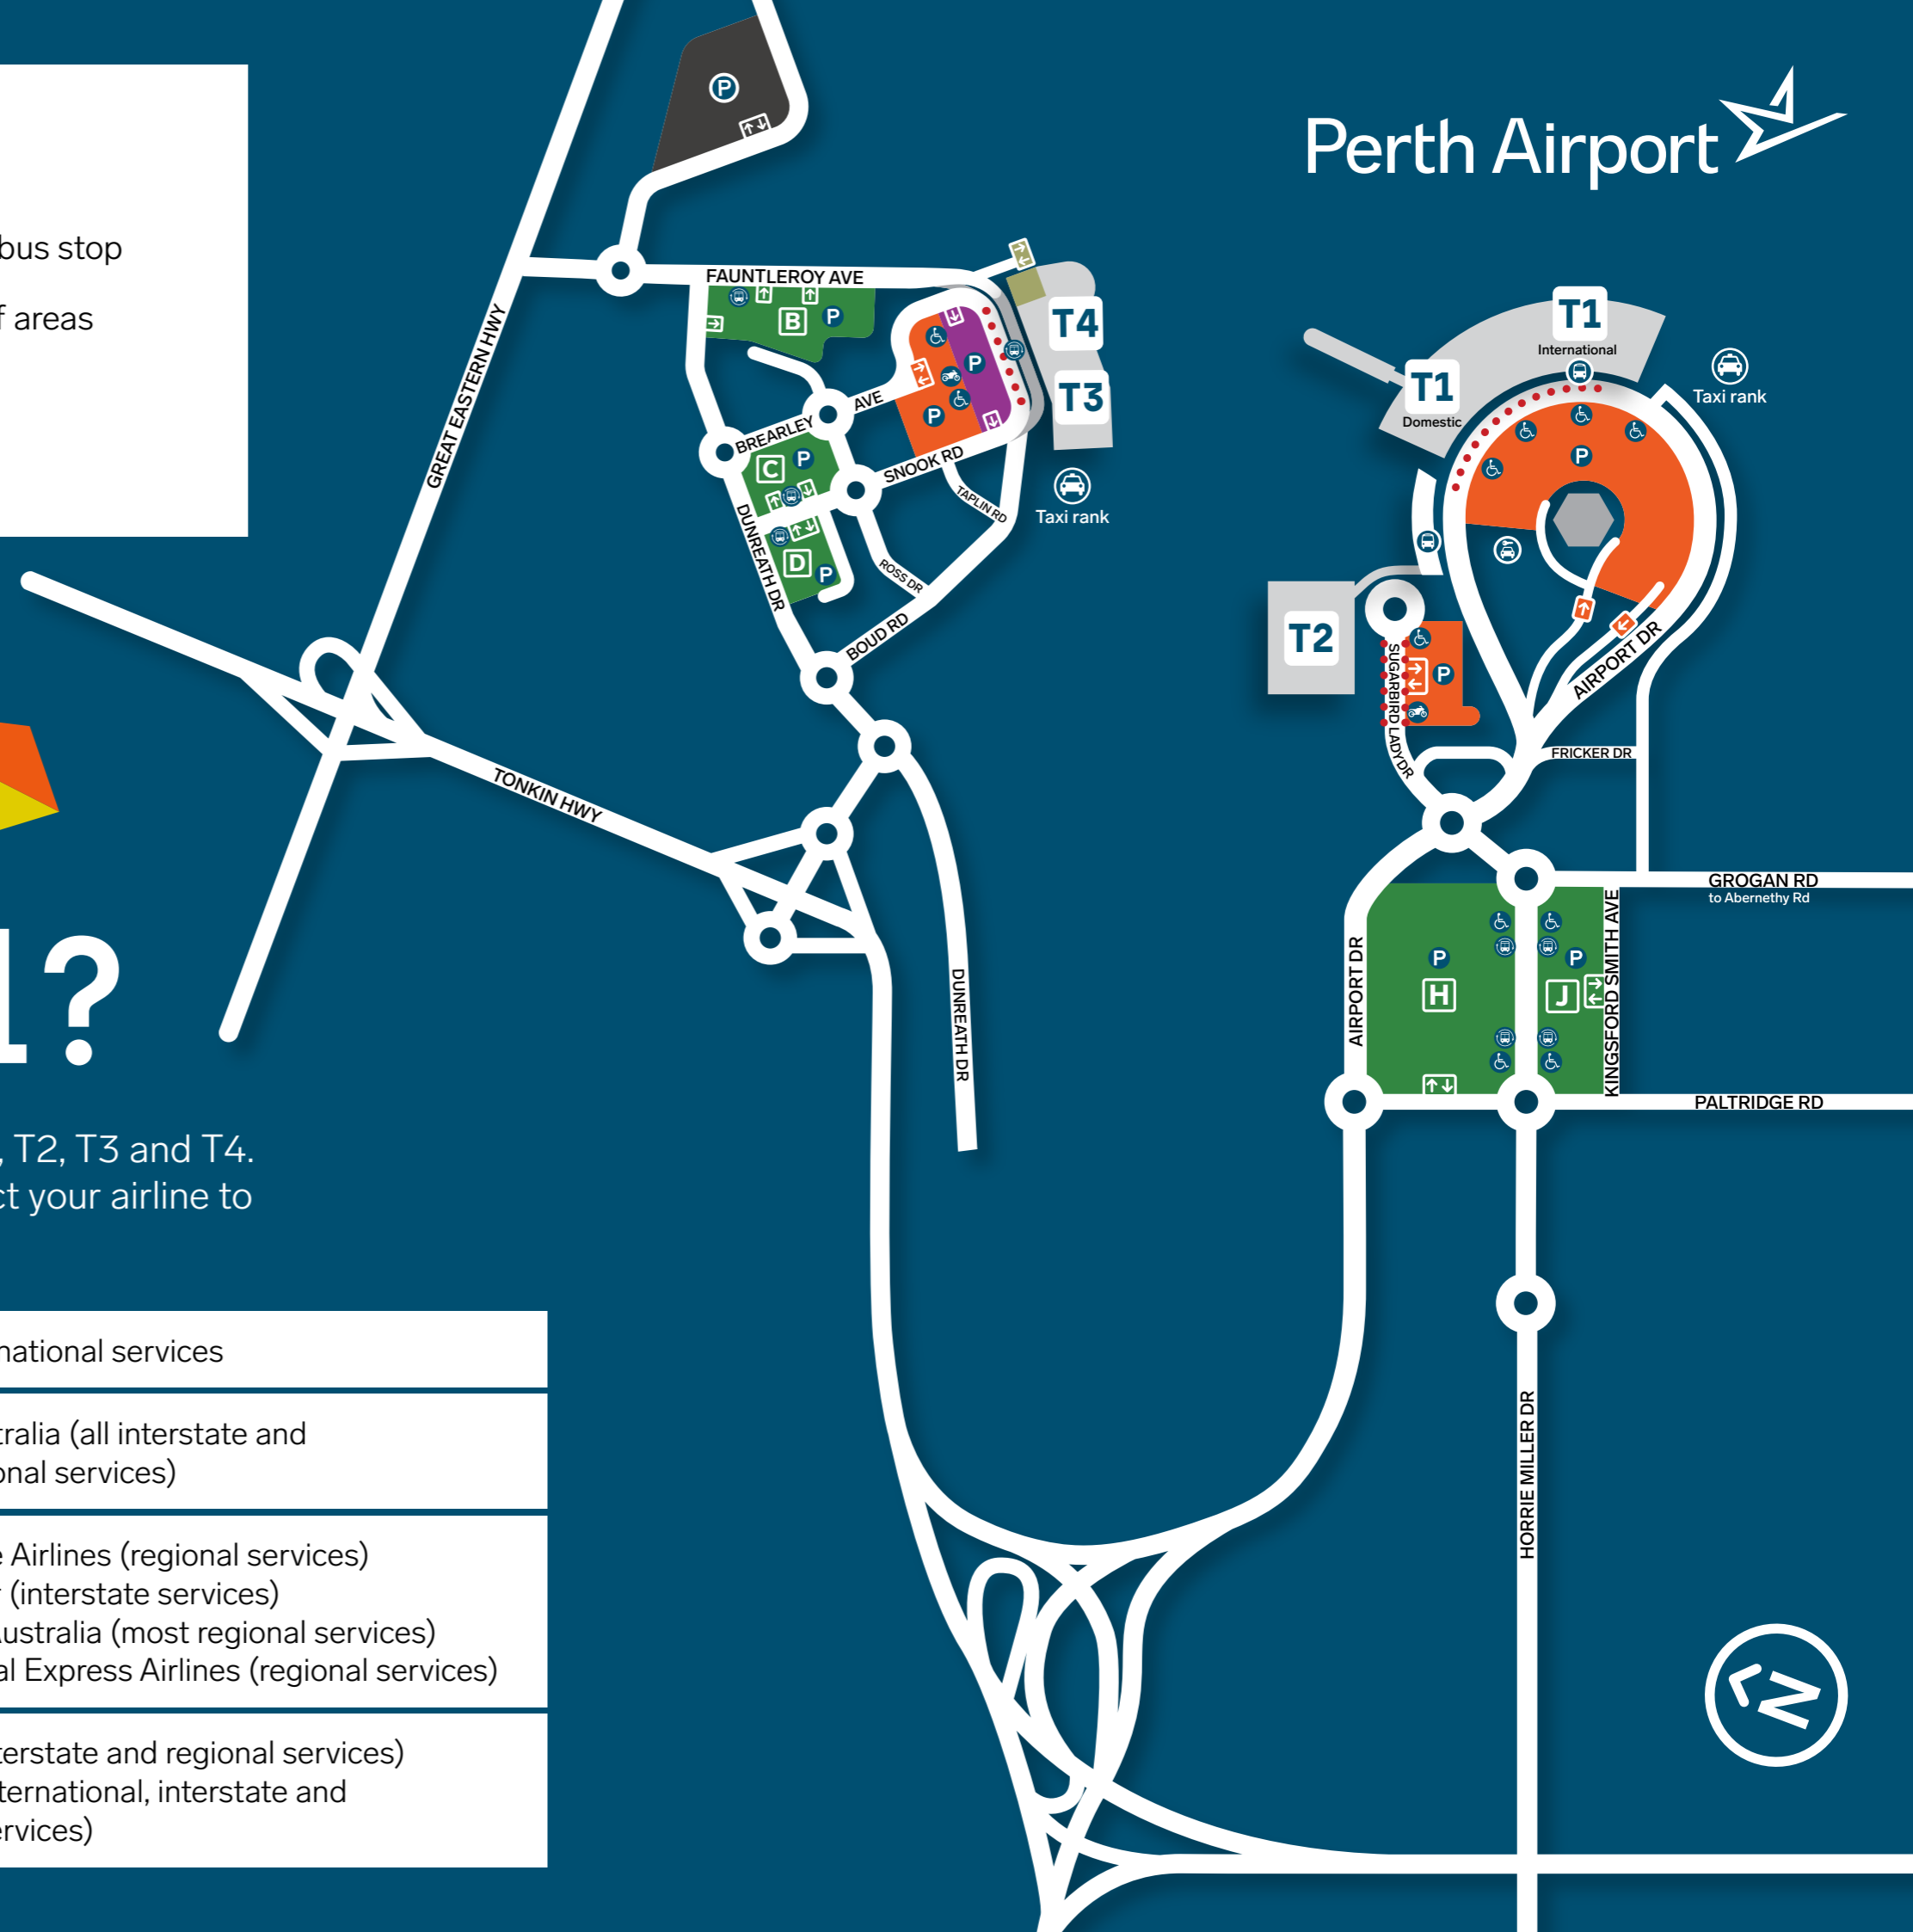 Perth Airport
bus stop
f areas
P
FAUNTLEROY AVE
B
P
T4
T3
P
P
AVE
BREARLEY
C
P
SNOOK RD
TAPLIN RD
Taxi rank
D
P
ROSS DR
DUNREATH DR
BOUD RD
GREAT EASTERN HWY
TONKIN HWY
DUNREATH DR
T1
International
T1
Domestic
Taxi rank
P
T2
SUGARBIRD LADY DR
P
AIRPORT DR
FRICKER DR
GROGAN RD
to Abernethy Rd
AIRPORT DR
P
H
P
J
KINGSFORD SMITH AVE
PALTRIDGE RD
HORRIE MILLER DR
N
1?
, T2, T3 and T4.
ct your airline to
national services
tralia (all interstate and
onal services)
e Airlines (regional services)
r (interstate services)
Australia (most regional services)
al Express Airlines (regional services)
terstate and regional services)
ternational, interstate and
ervices)